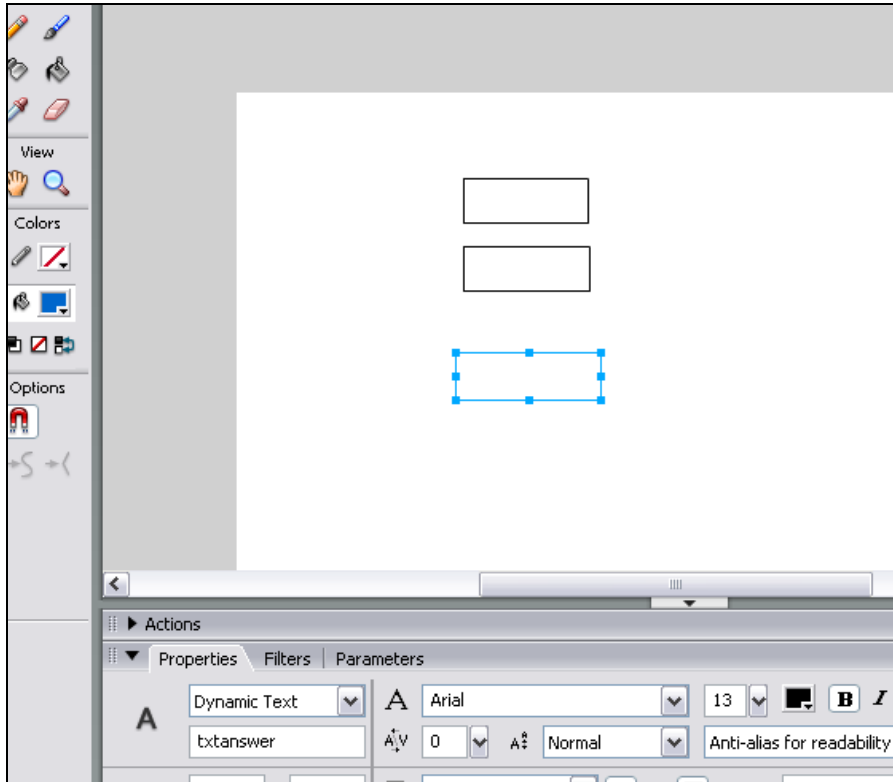 View
Colors
Options
Actions
Properties Filters Parameters
Dynamic Text A Arial 13 B I
A txtanswer A V 0 A Normal Anti-alias for readability